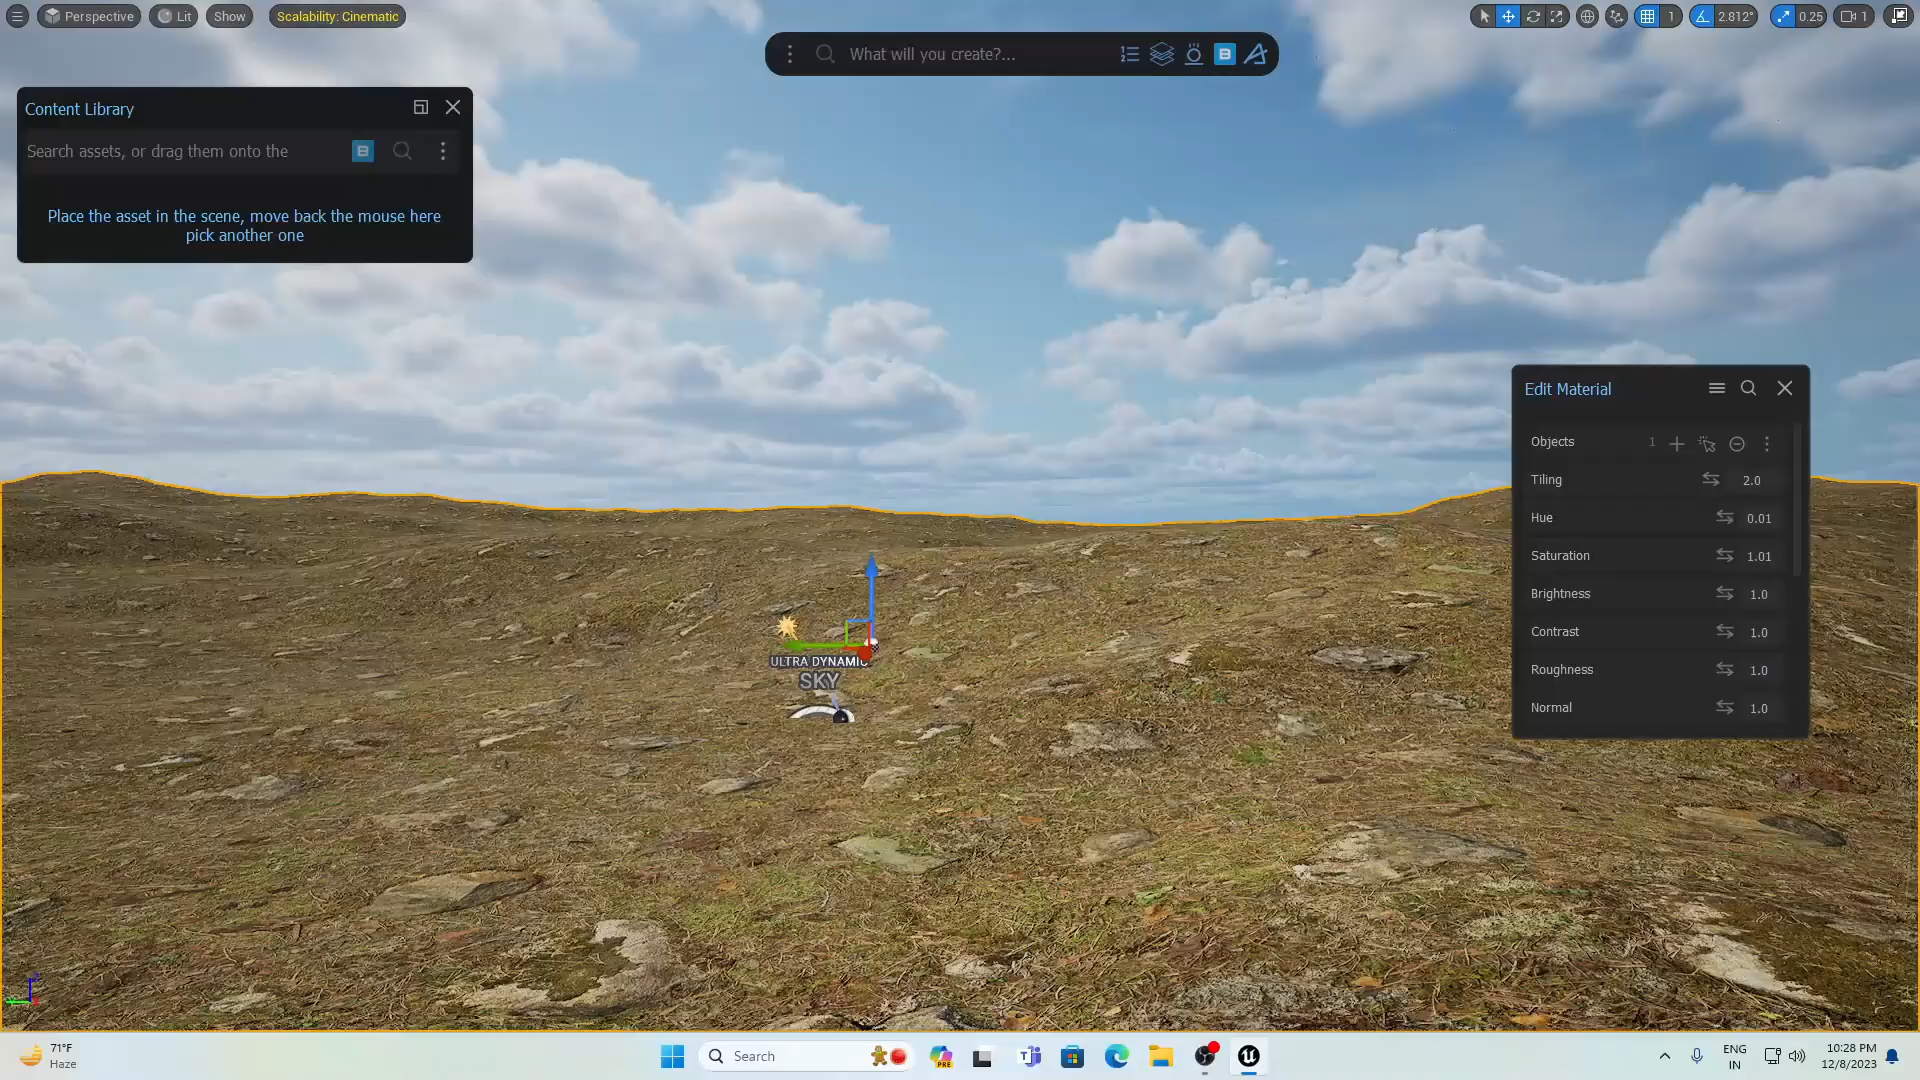 Perspective
Lit
Show
Scalability: Cinematic
1
2.812°
0.25
1
What will you create?...
Content Library
Search assets, or drag them onto the
Place the asset in the scene, move back the mouse here
pick another one
Edit Material
Objects 1
Tiling 2.0
Hue 0.01
Saturation 1.01
Brightness 1.0
Contrast 1.0
Roughness 1.0
Normal 1.0
ULTRA DYNAMIC
SKY
71°F
Haze
Search
PRE
ENG
IN
10:28 PM
12/8/2023